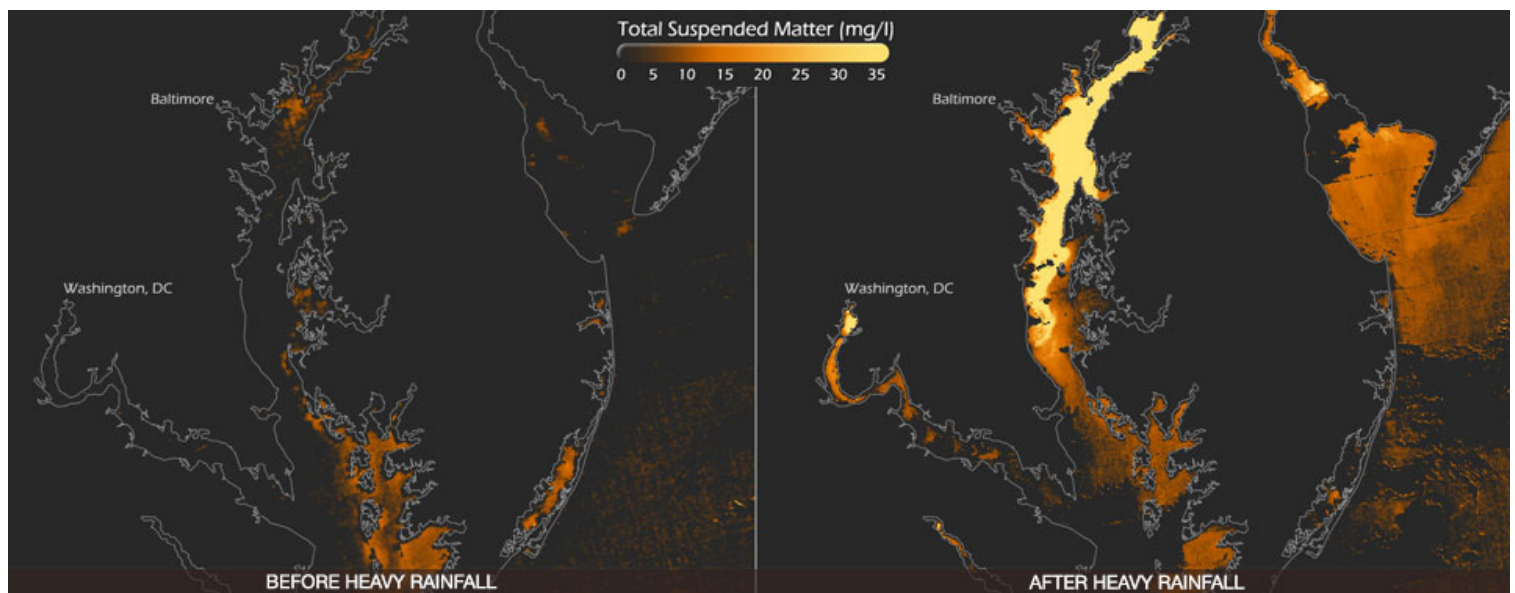 Total Suspended Matter (mg/l)
0 5 10 15 20 25 30 35
Baltimore
Washington, DC
BEFORE HEAVY RAINFALL
Baltimore
Washington, DC
AFTER HEAVY RAINFALL